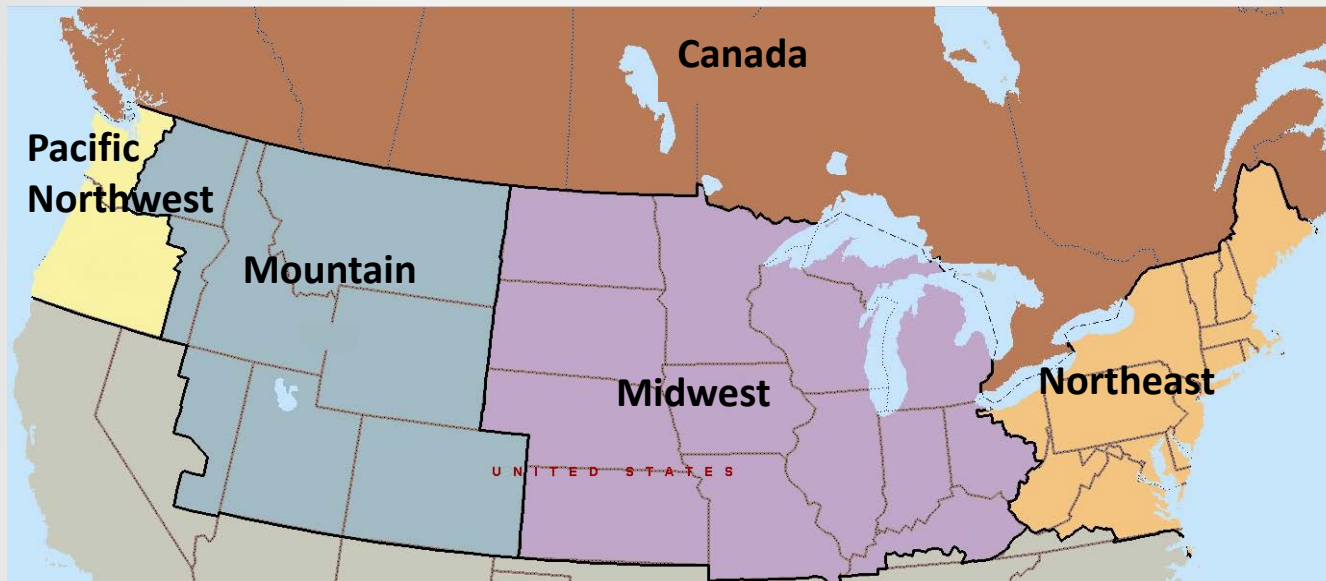 Canada
Pacific
Northwest
Mountain
Midwest
Northeast
UNITED STATES